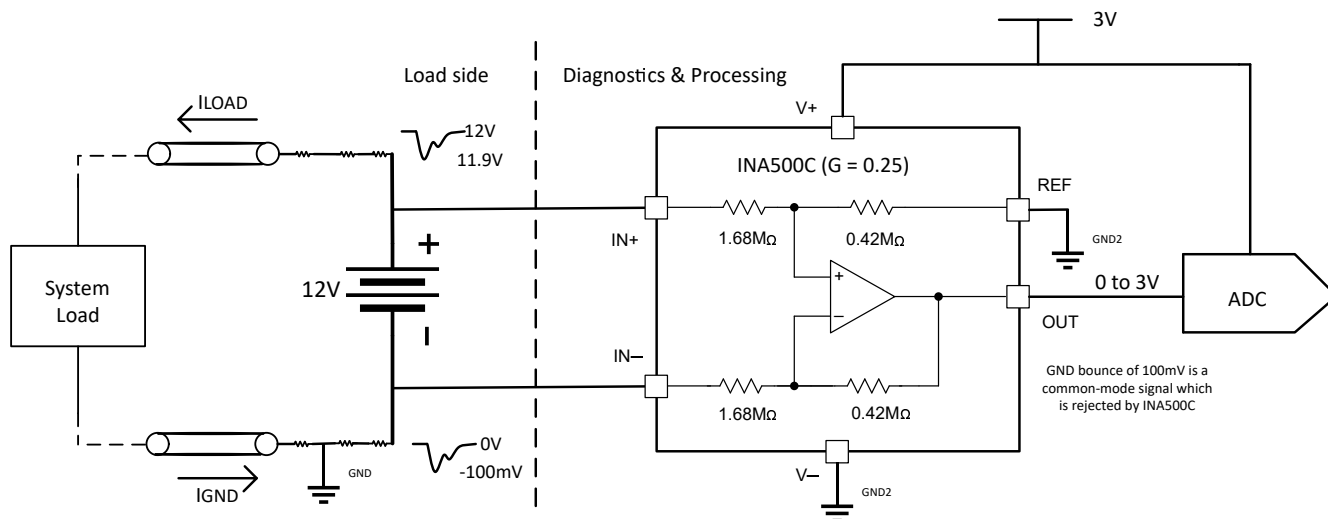 3V
Load side
Diagnostics & Processing
V+
ILOAD
12V
11.9V
INA500C (G = 0.25)
REF
IN+
1.68MΩ
0.42MΩ
GND2
+
12V
System
Load
+
0 to 3V
ADC
–
OUT
IN–
GND bounce of 100mV is a
common-mode signal which
is rejected by INA500C
1.68MΩ
0.42MΩ
0V
-100mV
GND
IGND
V–
GND2